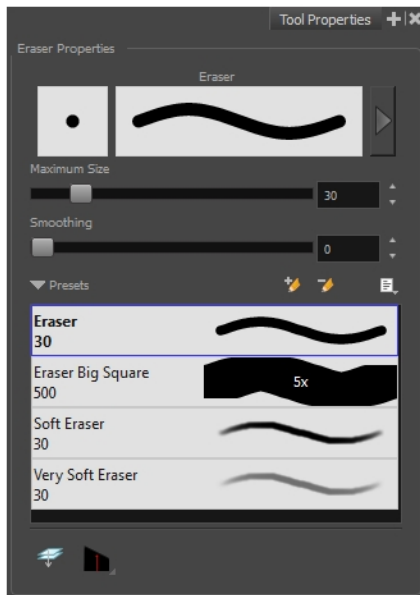 Tool Properties
Eraser Properties
Eraser
Maximum Size
30
Smoothing
0
Presets
Eraser
30
Eraser Big Square
500
5x
Soft Eraser
30
Very Soft Eraser
30